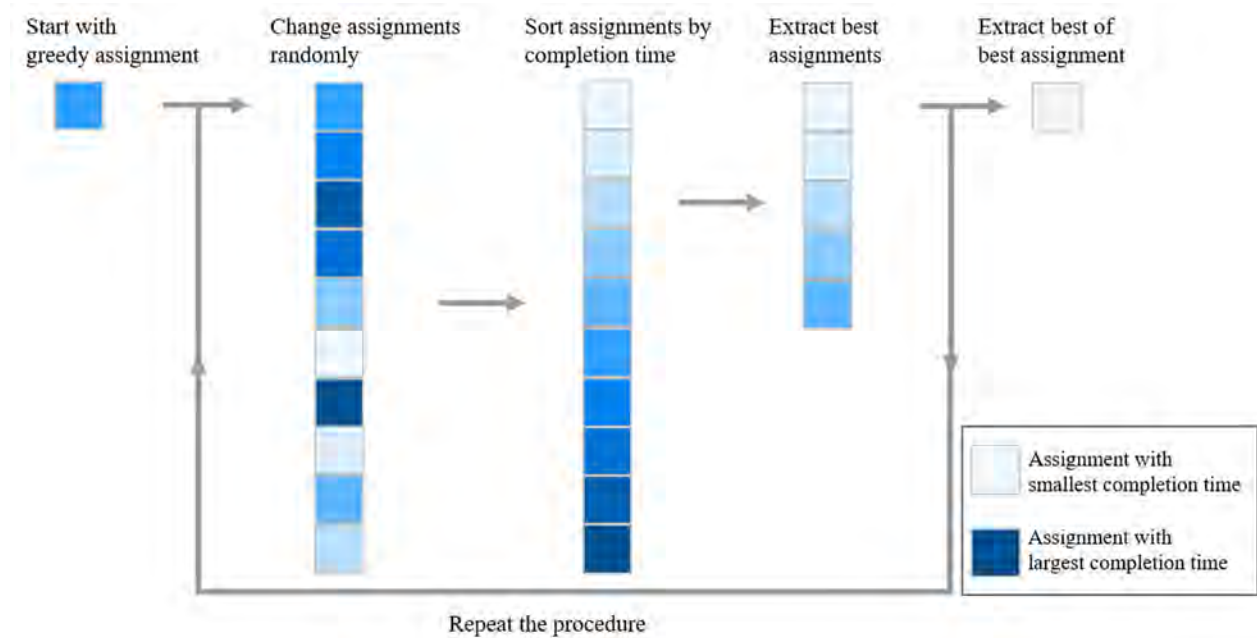 Start with
greedy assignment
Change assignments
randomly
Sort assignments by
completion time
Extract best
assignments
Extract best of
best assignment
Assignment with
smallest completion time
Assignment with
largest completion time
Repeat the procedure